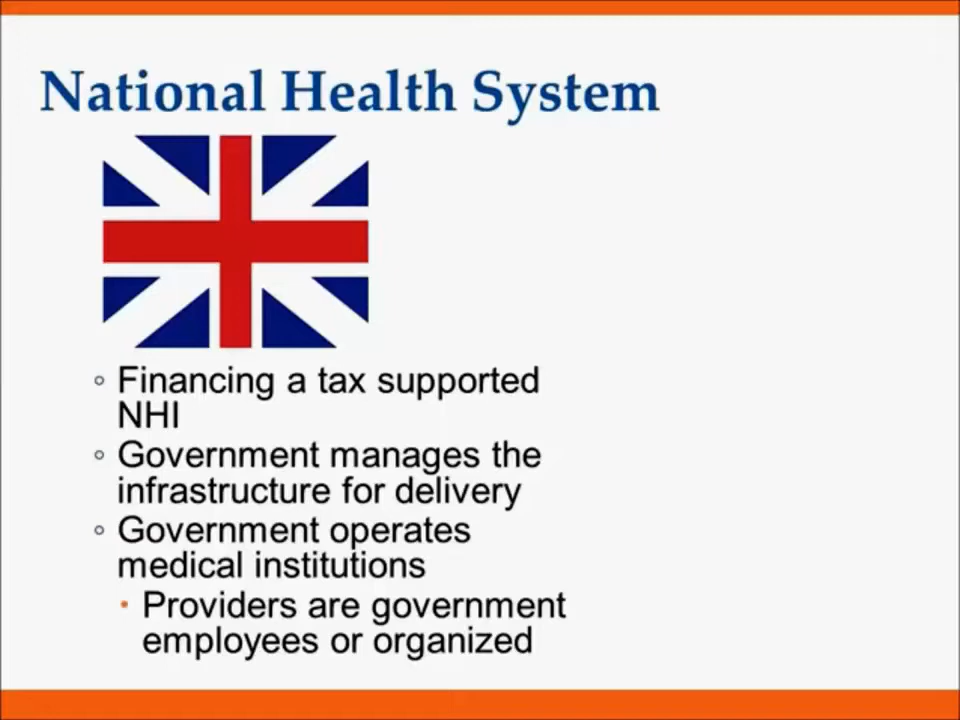 National Health System
Financing a tax supported
NHI
Government manages the
infrastructure for delivery
Government operates
medical institutions
Providers are government
employees or organized